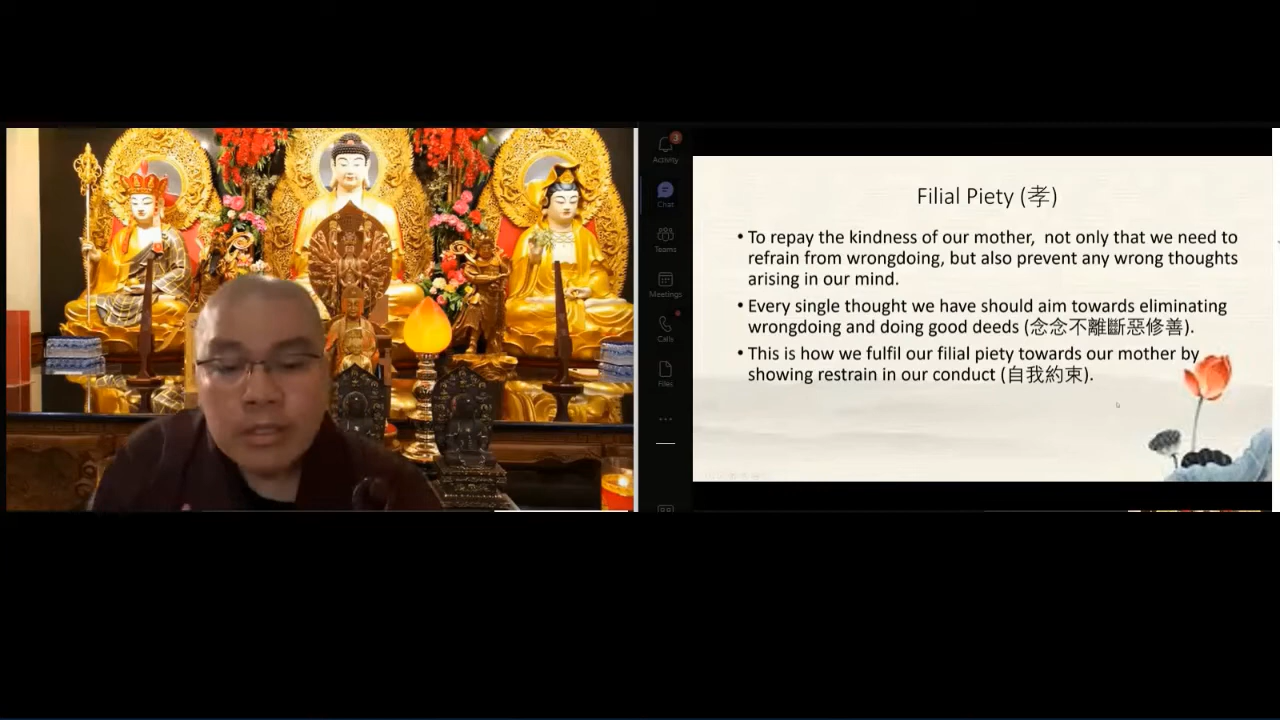 3
Activity
Chat
Teams
Meetings
Calls
Files
Filial Piety (孝)
• To repay the kindness of our mother, not only that we need to
refrain from wrongdoing, but also prevent any wrong thoughts
arising in our mind.
• Every single thought we have should aim towards eliminating
wrongdoing and doing good deeds (念念不離斷惡修善).
• This is how we fulfil our filial piety towards our mother by
showing restrain in our conduct (自我約束).